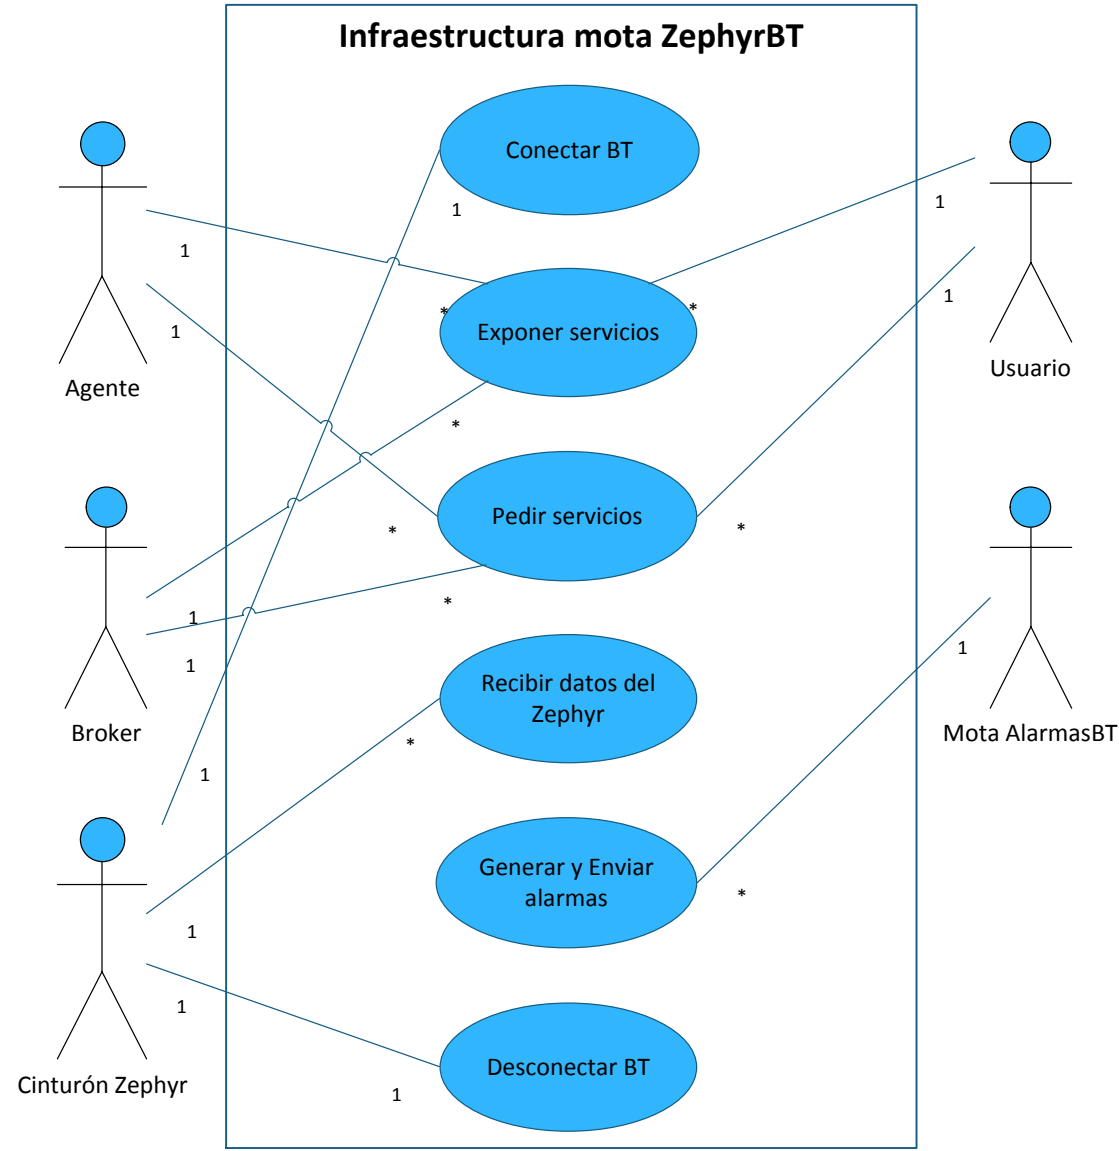 Infraestructura mota ZephyrBT
Conectar BT
1
1
1
*
*
Exponer servicios
1
1
Usuario
Agente
*
Pedir servicios
*
*
*
1
1
1
Recibir datos del
Zephyr
Broker
Mota AlarmasBT
*
1
Generar y Enviar
alarmas
*
1
1
Desconectar BT
Cinturón Zephyr
1